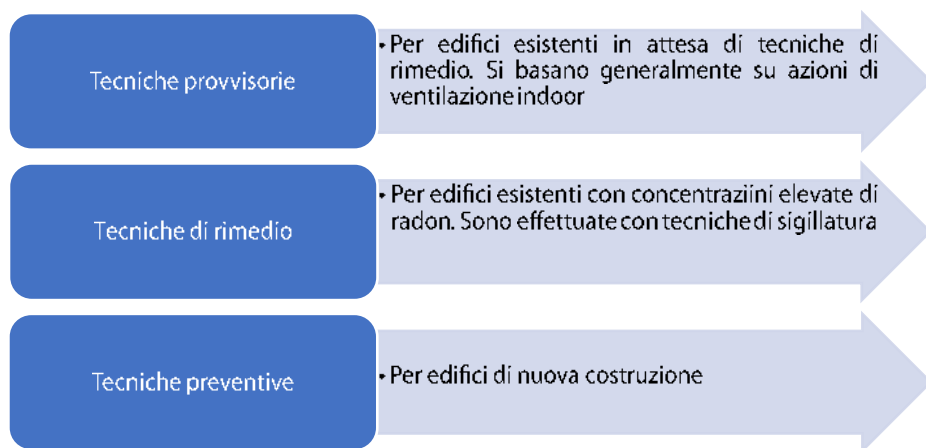 Tecniche provvisorie
• Per edifici esistenti in attesa di tecniche di
rimedio. Si basano generalmente su azioni di
ventilazione indoor
Tecniche di rimedio
• Per edifici esistenti con concentraziini elevate di
radon. Sono effettuate con tecniche di sigillatura
Tecniche preventive
• Per edifici di nuova costruzione